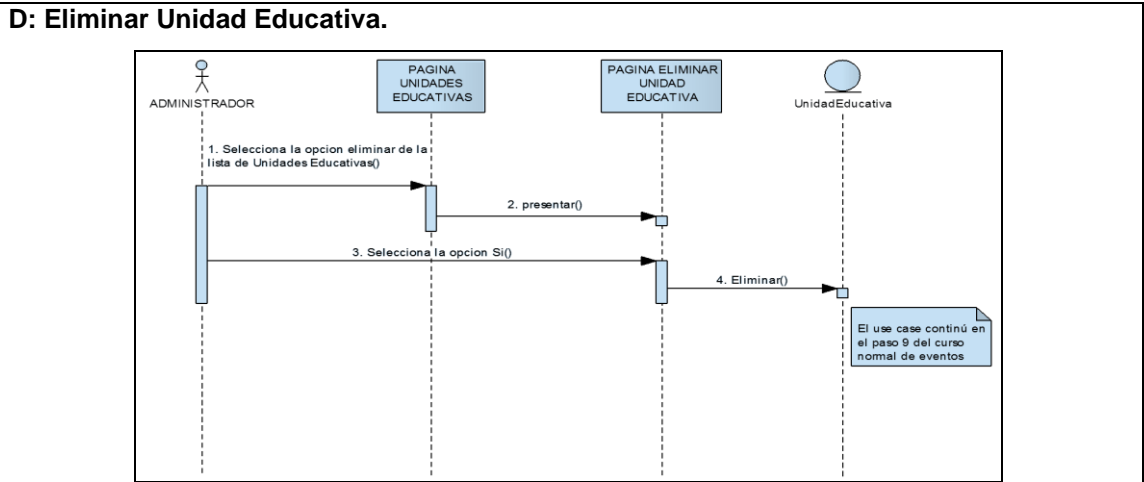 D: Eliminar Unidad Educativa.
ADMINISTRADOR
PAGINA
UNIDADES
EDUCATIVAS
PAGINA ELIMINAR
UNIDAD
EDUCATIVA
UnidadEducativa
1. Selecciona la opcion eliminar de la
lista de Unidades Educativas()
2. presentar()
3. Selecciona la opcion Si()
4. Eliminar()
El use case continú en
el paso 9 del curso
normal de eventos